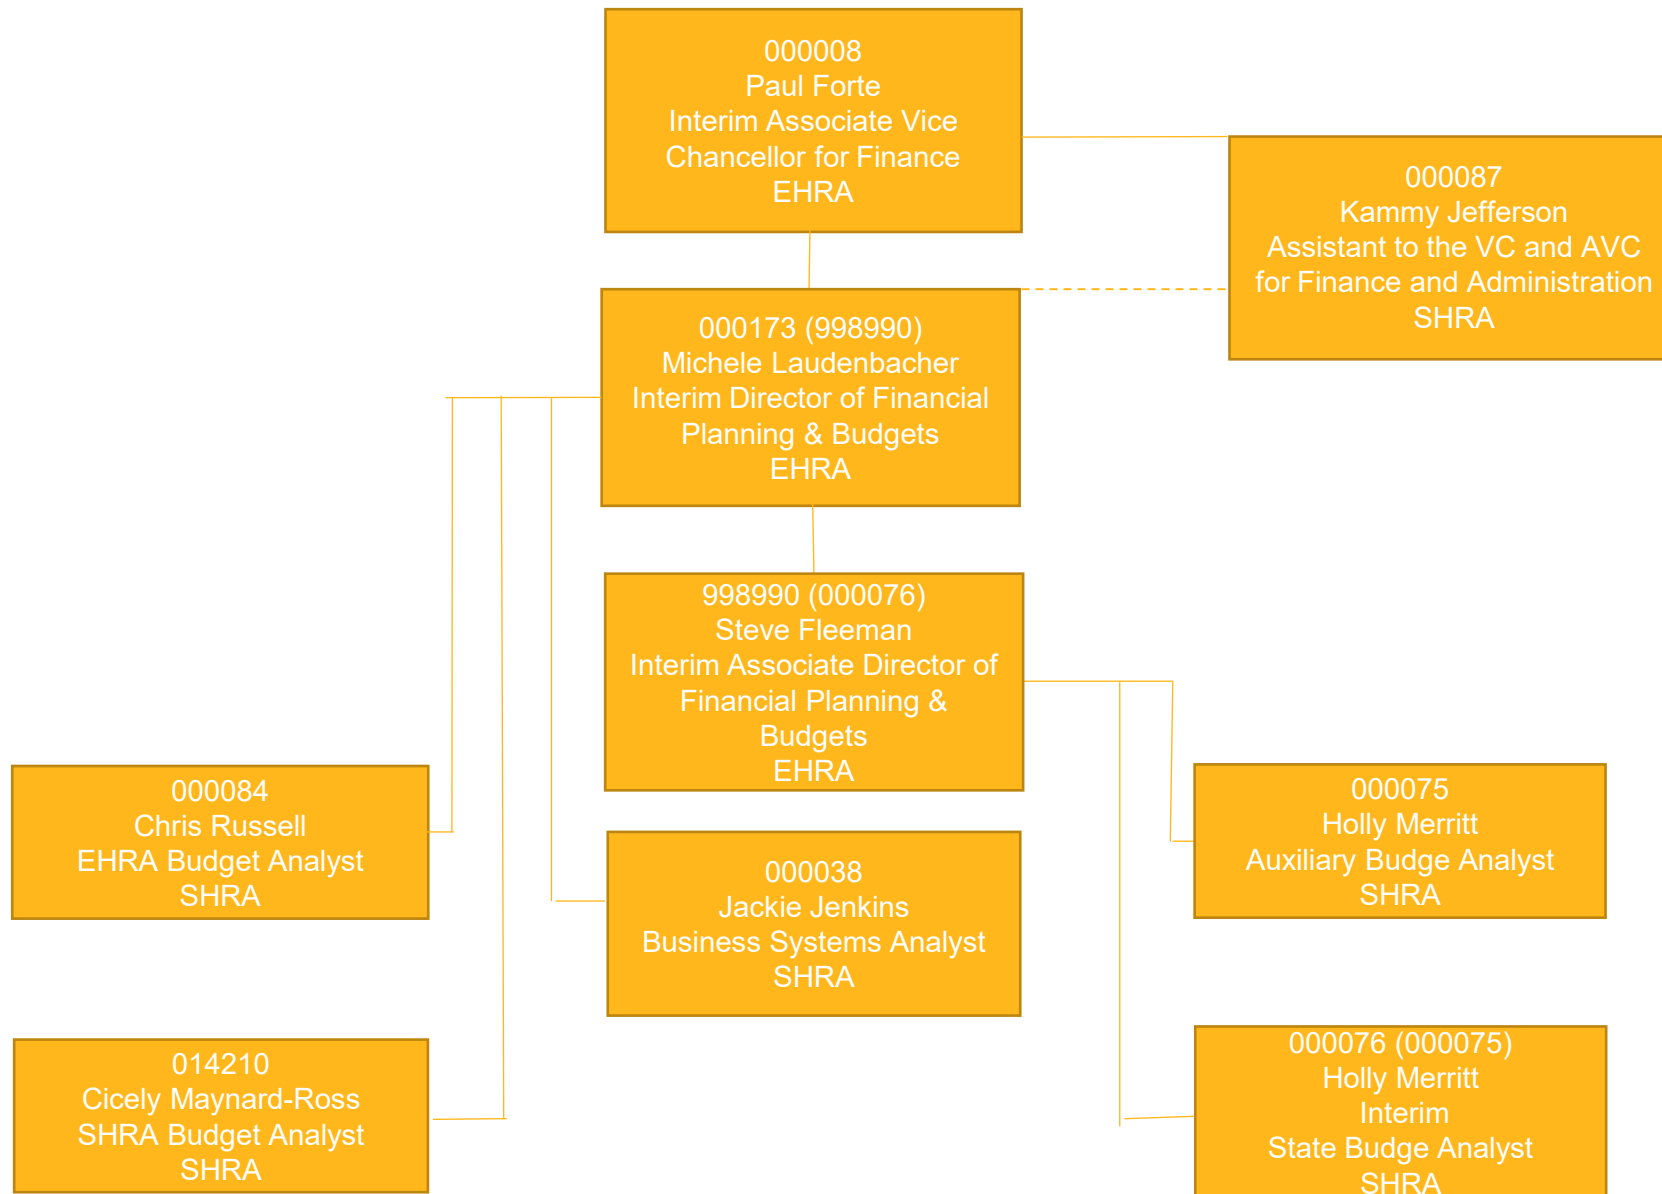 000008
Paul Forte
Interim Associate Vice
Chancellor for Finance
EHRA
000087
Kammy Jefferson
Assistant to the VC and AVC
for Finance and Administration
SHRA
000173 (998990)
Michele Laudenbacher
Interim Director of Financial
Planning & Budgets
EHRA
998990 (000076)
Steve Fleeman
Interim Associate Director of
Financial Planning &
Budgets
EHRA
000084
Chris Russell
EHRA Budget Analyst
SHRA
000038
Jackie Jenkins
Business Systems Analyst
SHRA
000075
Holly Merritt
Auxiliary Budge Analyst
SHRA
014210
Cicely Maynard-Ross
SHRA Budget Analyst
SHRA
000076 (000075)
Holly Merritt
Interim
State Budge Analyst
SHRA